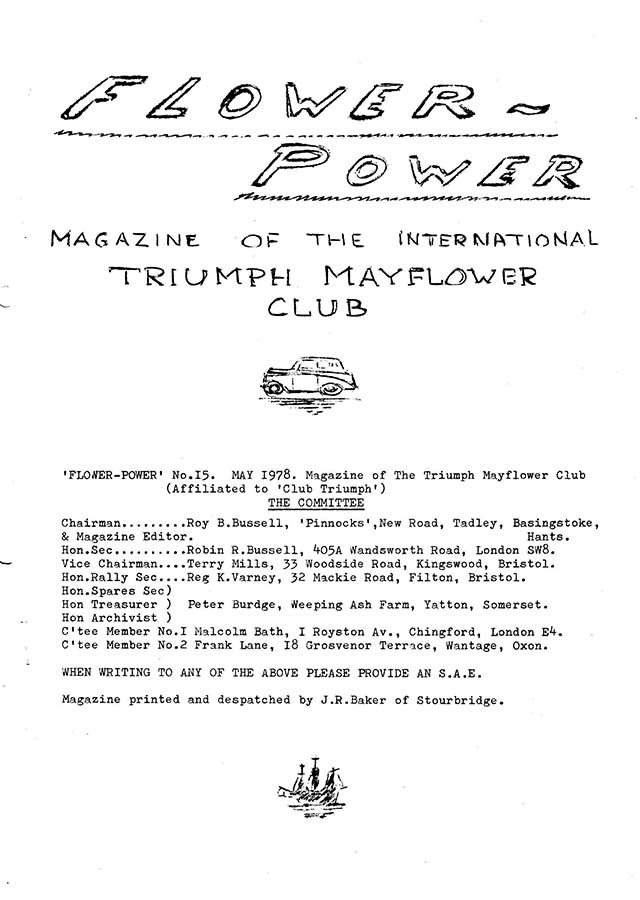 FLOWER~
POWER
MAGAZINE OF THE INTERNATIONAL
TRIUMPH MAYFLOWER
CLUB
'FLOWER-POWER' No.I5. MAY I978. Magazine of The Triumph Mayflower Club
(Affiliated to 'Club Triumph')
THE COMMITTEE
Chairman.........Roy B.Bussell, 'Pinnocks',New Road, Tadley, Basingstoke,
& Magazine Editor. Hants.
Hon.Sec..........Robin R.Bussell, 405A Wandsworth Road, London SW8.
Vice Chairman....Terry Mills, 33 Woodside Road, Kingswood, Bristol.
Hon.Rally Sec....Reg K.Varney, 32 Mackie Road, Filton, Bristol.
Hon.Spares Sec)
Hon Treasurer ) Peter Burdge, Weeping Ash Farm, Yatton, Somerset.
Hon Archivist )
C'tee Member No.I Malcolm Bath, I Royston Av., Chingford, London E4.
C'tee Member No.2 Frank Lane, I8 Grosvenor Terrace, Wantage, Oxon.
WHEN WRITING TO ANY OF THE ABOVE PLEASE PROVIDE AN S.A.E.
Magazine printed and despatched by J.R.Baker of Stourbridge.